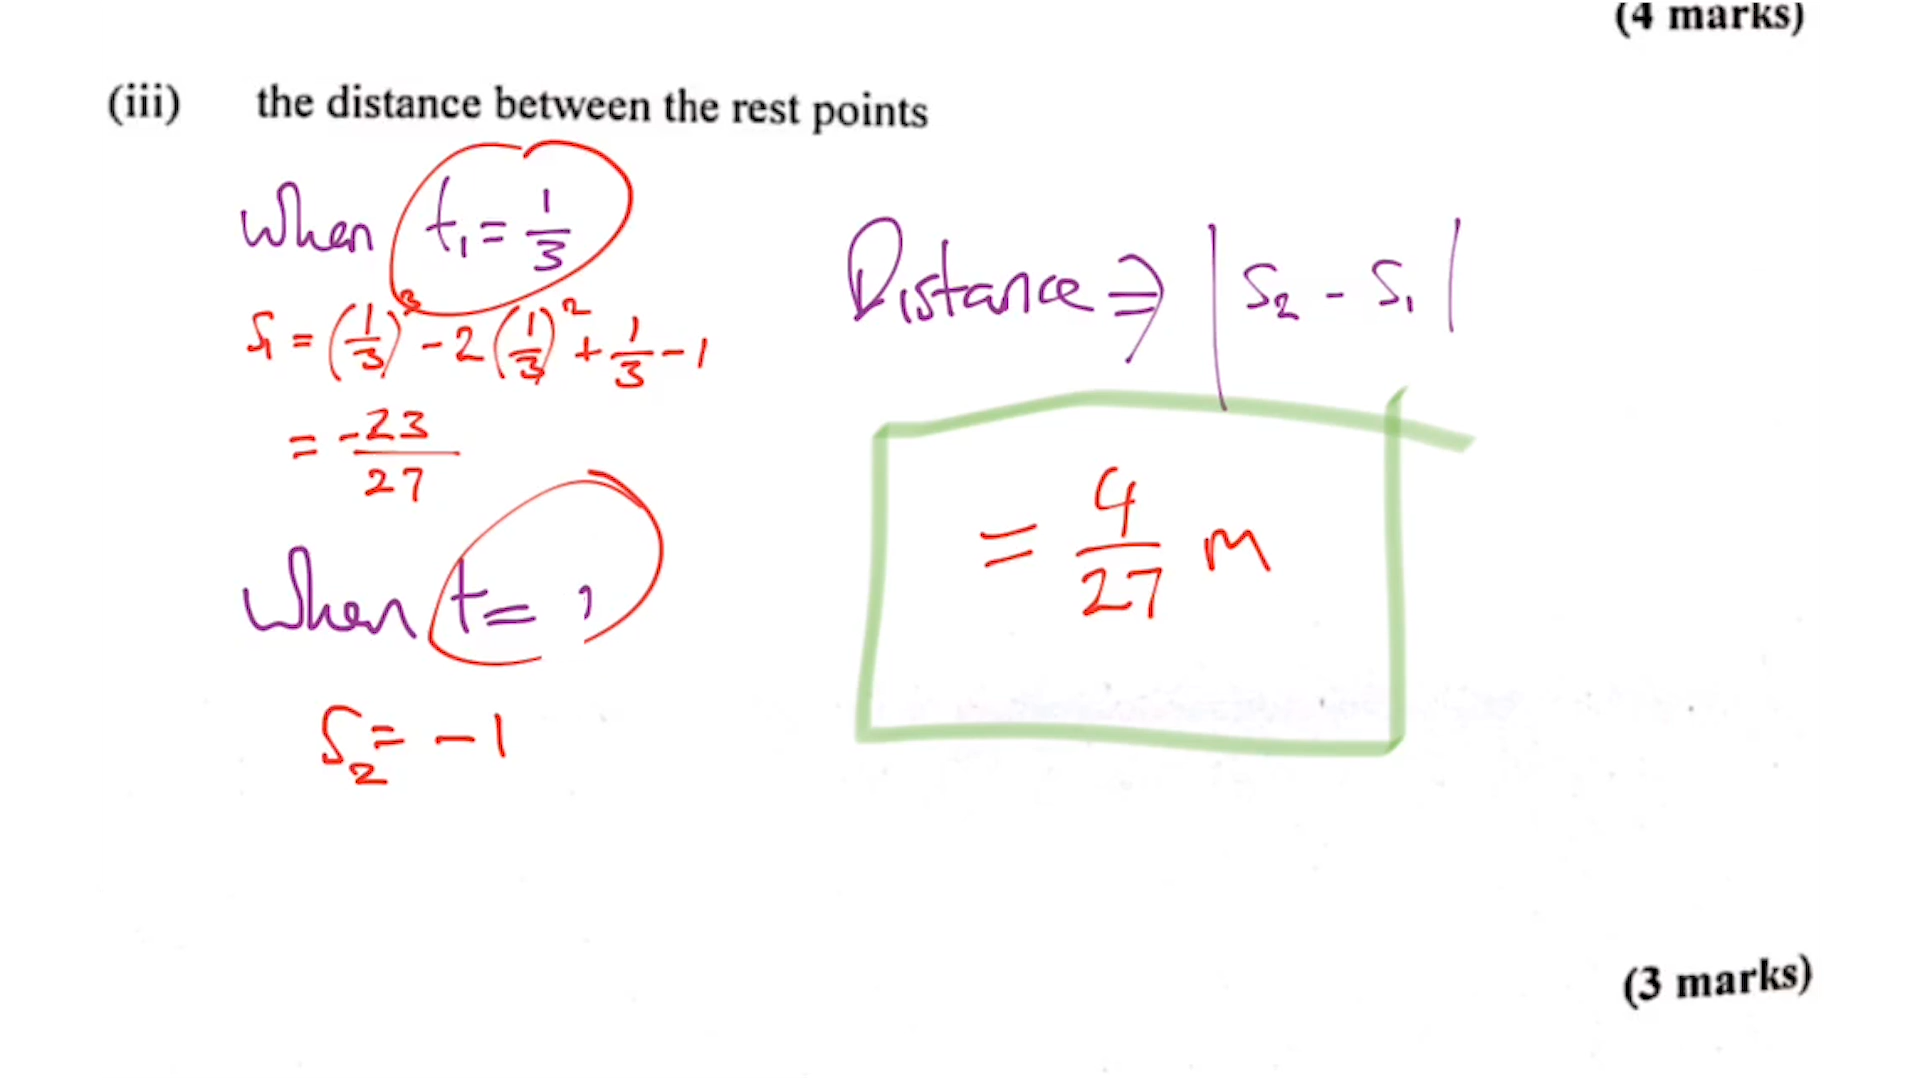 (4 marks)
(iii) the distance between the rest points
When t₁ = 1/3
S₁ = (1/3)³ - 2(1/3)² + 1/3 - 1
= -23/27
When t = 1
S₂ = -1
Distance ⇒ |S₂ - S₁|
= 4/27 m
(3 marks)